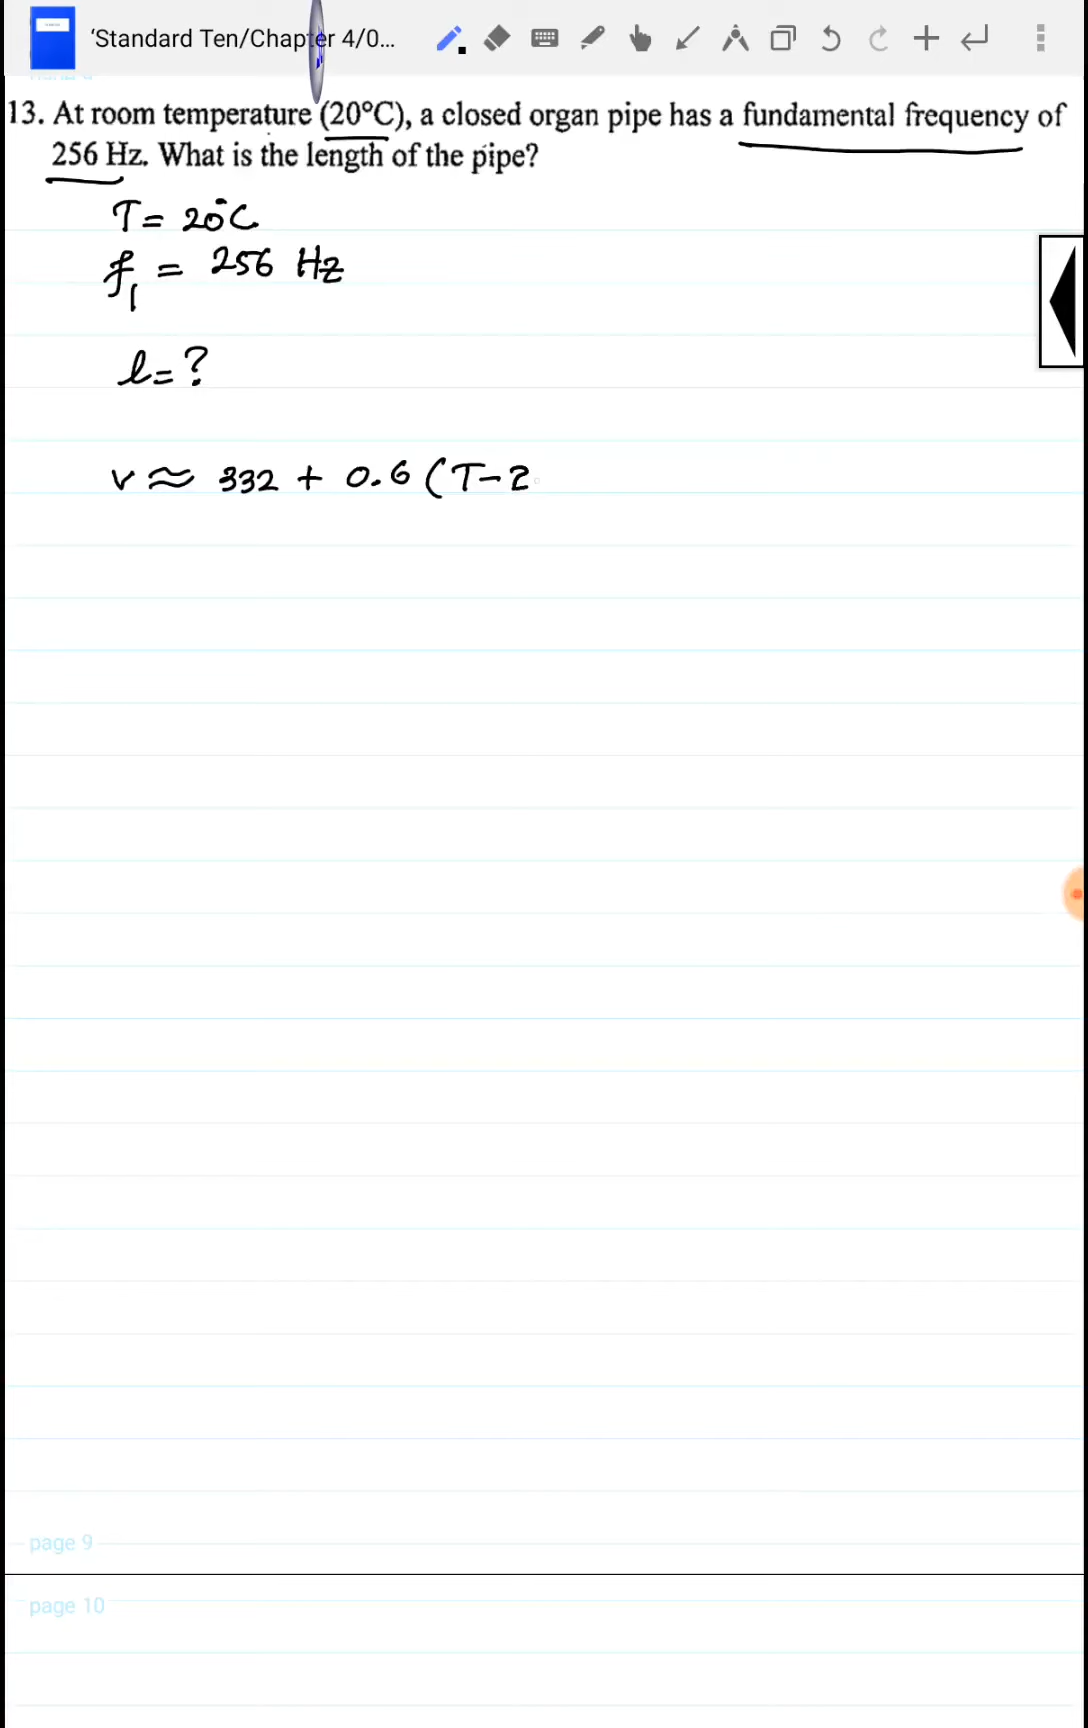 ‘Standard Ten/Chapter 4/0...
13. At room temperature (20°C), a closed organ pipe has a fundamental frequency of
256 Hz. What is the length of the pipe?
T = 20°C
f₁ = 256 Hz
l = ?
v ≈ 332 + 0.6 (T-2
page 9
page 10